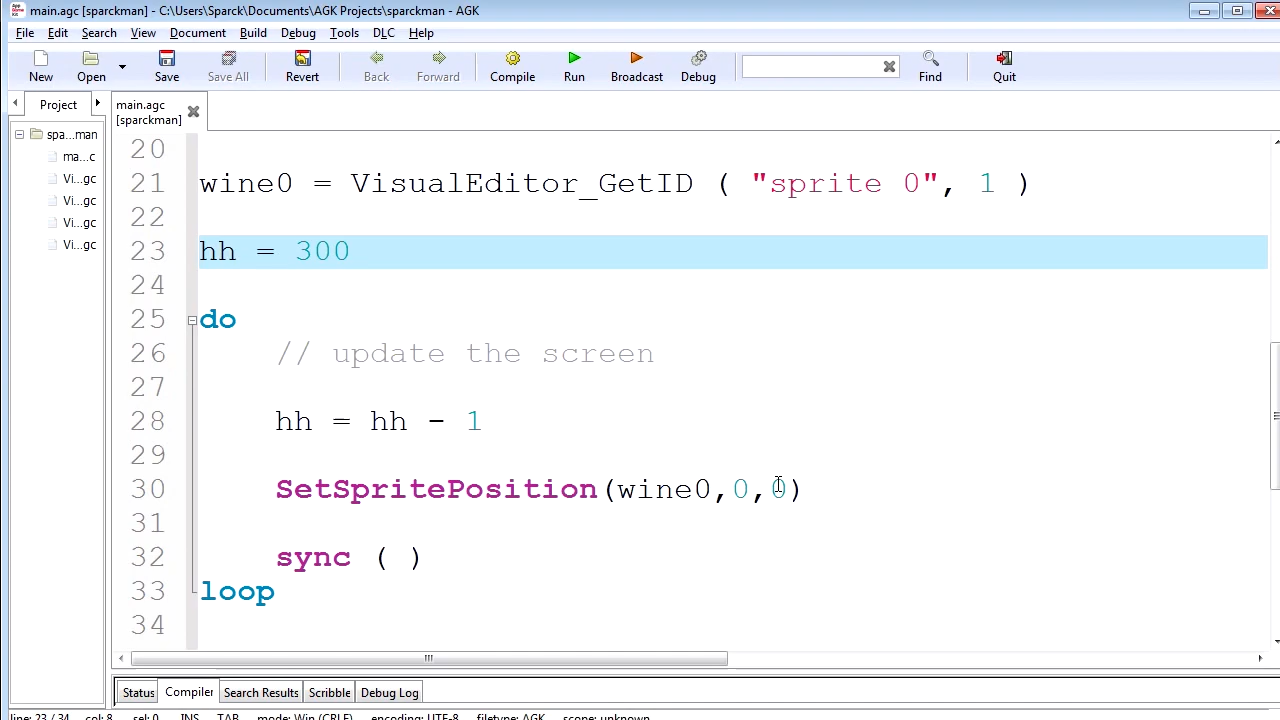 main.agc [sparckman] - C:\Users\Sparck\Documents\AGK Projects\sparckman - AGK
File Edit Search View Document Build Debug Tools DLC Help
New Open Save Save All Revert Back Forward Compile Run Broadcast Debug Find Quit
Project
main.agc
[sparckman]
spa...man
ma...c
Vi...gc
Vi...gc
Vi...gc
Vi...gc
20
21 wine0 = VisualEditor_GetID ( "sprite 0", 1 )
22
23 hh = 300
24
25 do
26 // update the screen
27
28 hh = hh - 1
29
30 SetSpritePosition(wine0,0,0)
31
32 sync ( )
33 loop
34
Status Compiler Search Results Scribble Debug Log
line: 23 / 34 col: 8 sel: 0 INS TAB mode: Win (CRLF) encoding: UTF-8 filetype: AGK scope: unknown